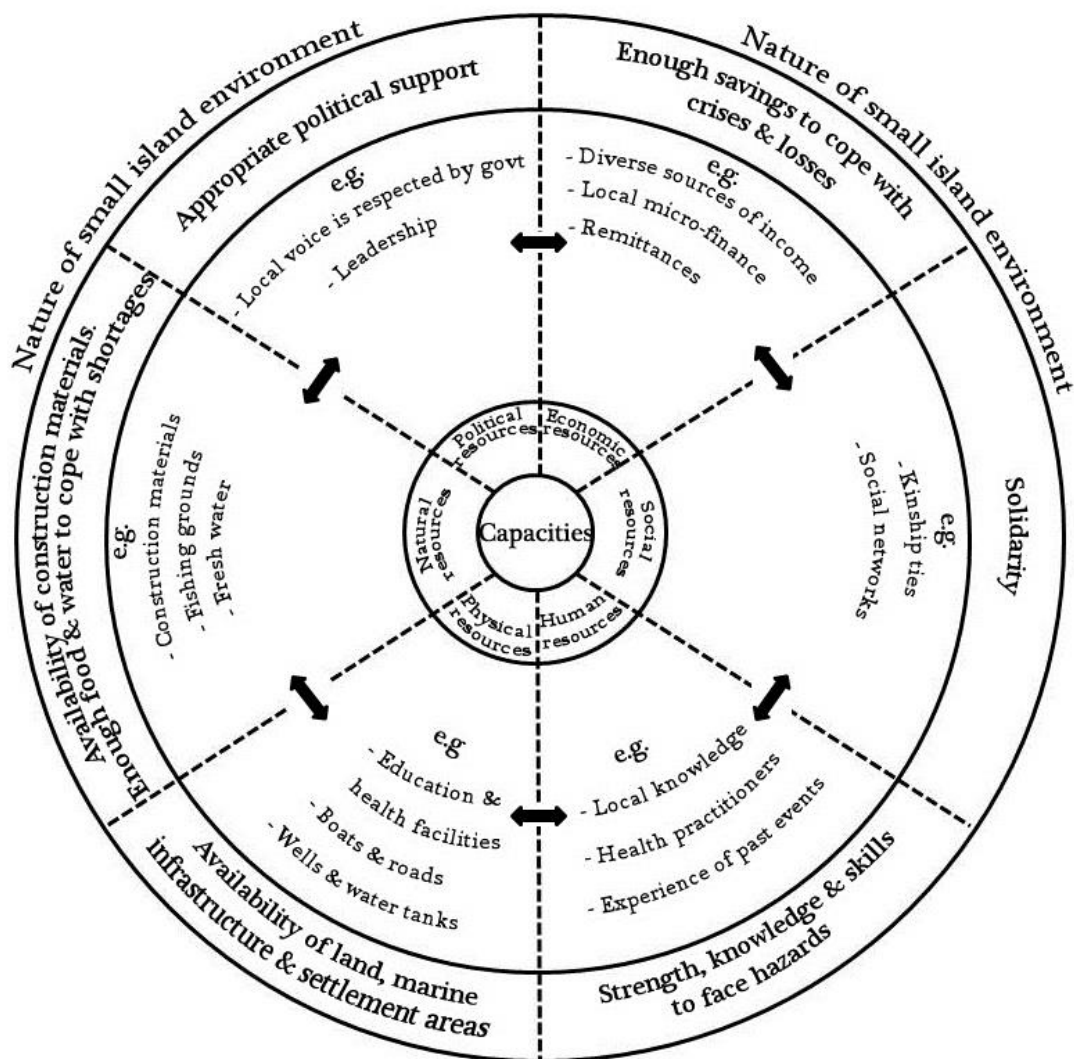 Nature of small island environment
Nature of small island environment
Appropriate political support
e.g.
- Local voice is respected by govt
- Leadership
Enough savings to cope with
crises & losses
e.g.
- Diverse sources of income
- Local micro-finance
- Remittances
Solidarity
e.g.
- Kinship ties
- Social networks
Strength, knowledge & skills
to face hazards
e.g.
- Local knowledge
- Health practitioners
- Experience of past events
Availability of land, marine
infrastructure & settlement areas
e.g
- Education &
health facilities
- Boats & roads
- Wells & water tanks
Availability of construction materials.
Enough food & water to cope with shortages
e.g.
- Construction materials
- Fishing grounds
- Fresh water
Political
resources
Economic
resources
Social
resources
Human
resources
Physical
resources
Natural
resources
Capacities